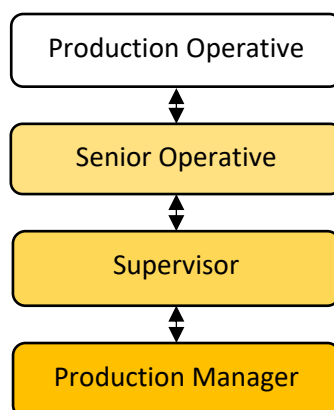 Production Operative
Senior Operative
Supervisor
Production Manager